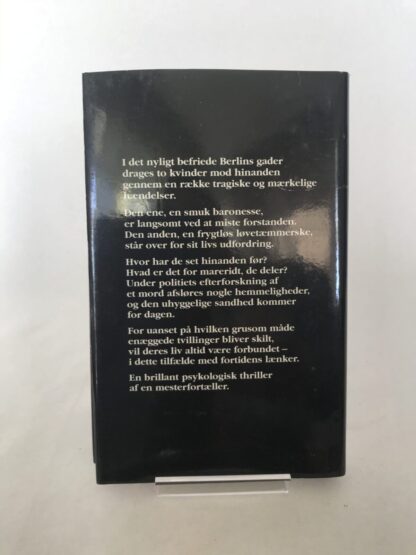 I det nyligt befriede Berlins gader
drages to kvinder mod hinanden
gennem en række tragiske og mærkelige
hændelser.
Den ene, en smuk baronesse,
er langsomt ved at miste forstanden.
Den anden, en frygtløs løvetæmmerske,
står over for sit livs udfordring.
Hvor har de set hinanden før?
Hvad er det for mareridt, de deler?
Under politiets efterforskning af
et mord afsløres nogle hemmeligheder,
og den uhyggelige sandhed kommer
for dagen.
For uanset på hvilken grusom måde
enæggede tvillinger bliver skilt,
vil deres liv altid være forbundet –
i dette tilfælde med fortidens lænker.
En brillant psykologisk thriller
af en mesterfortæller.